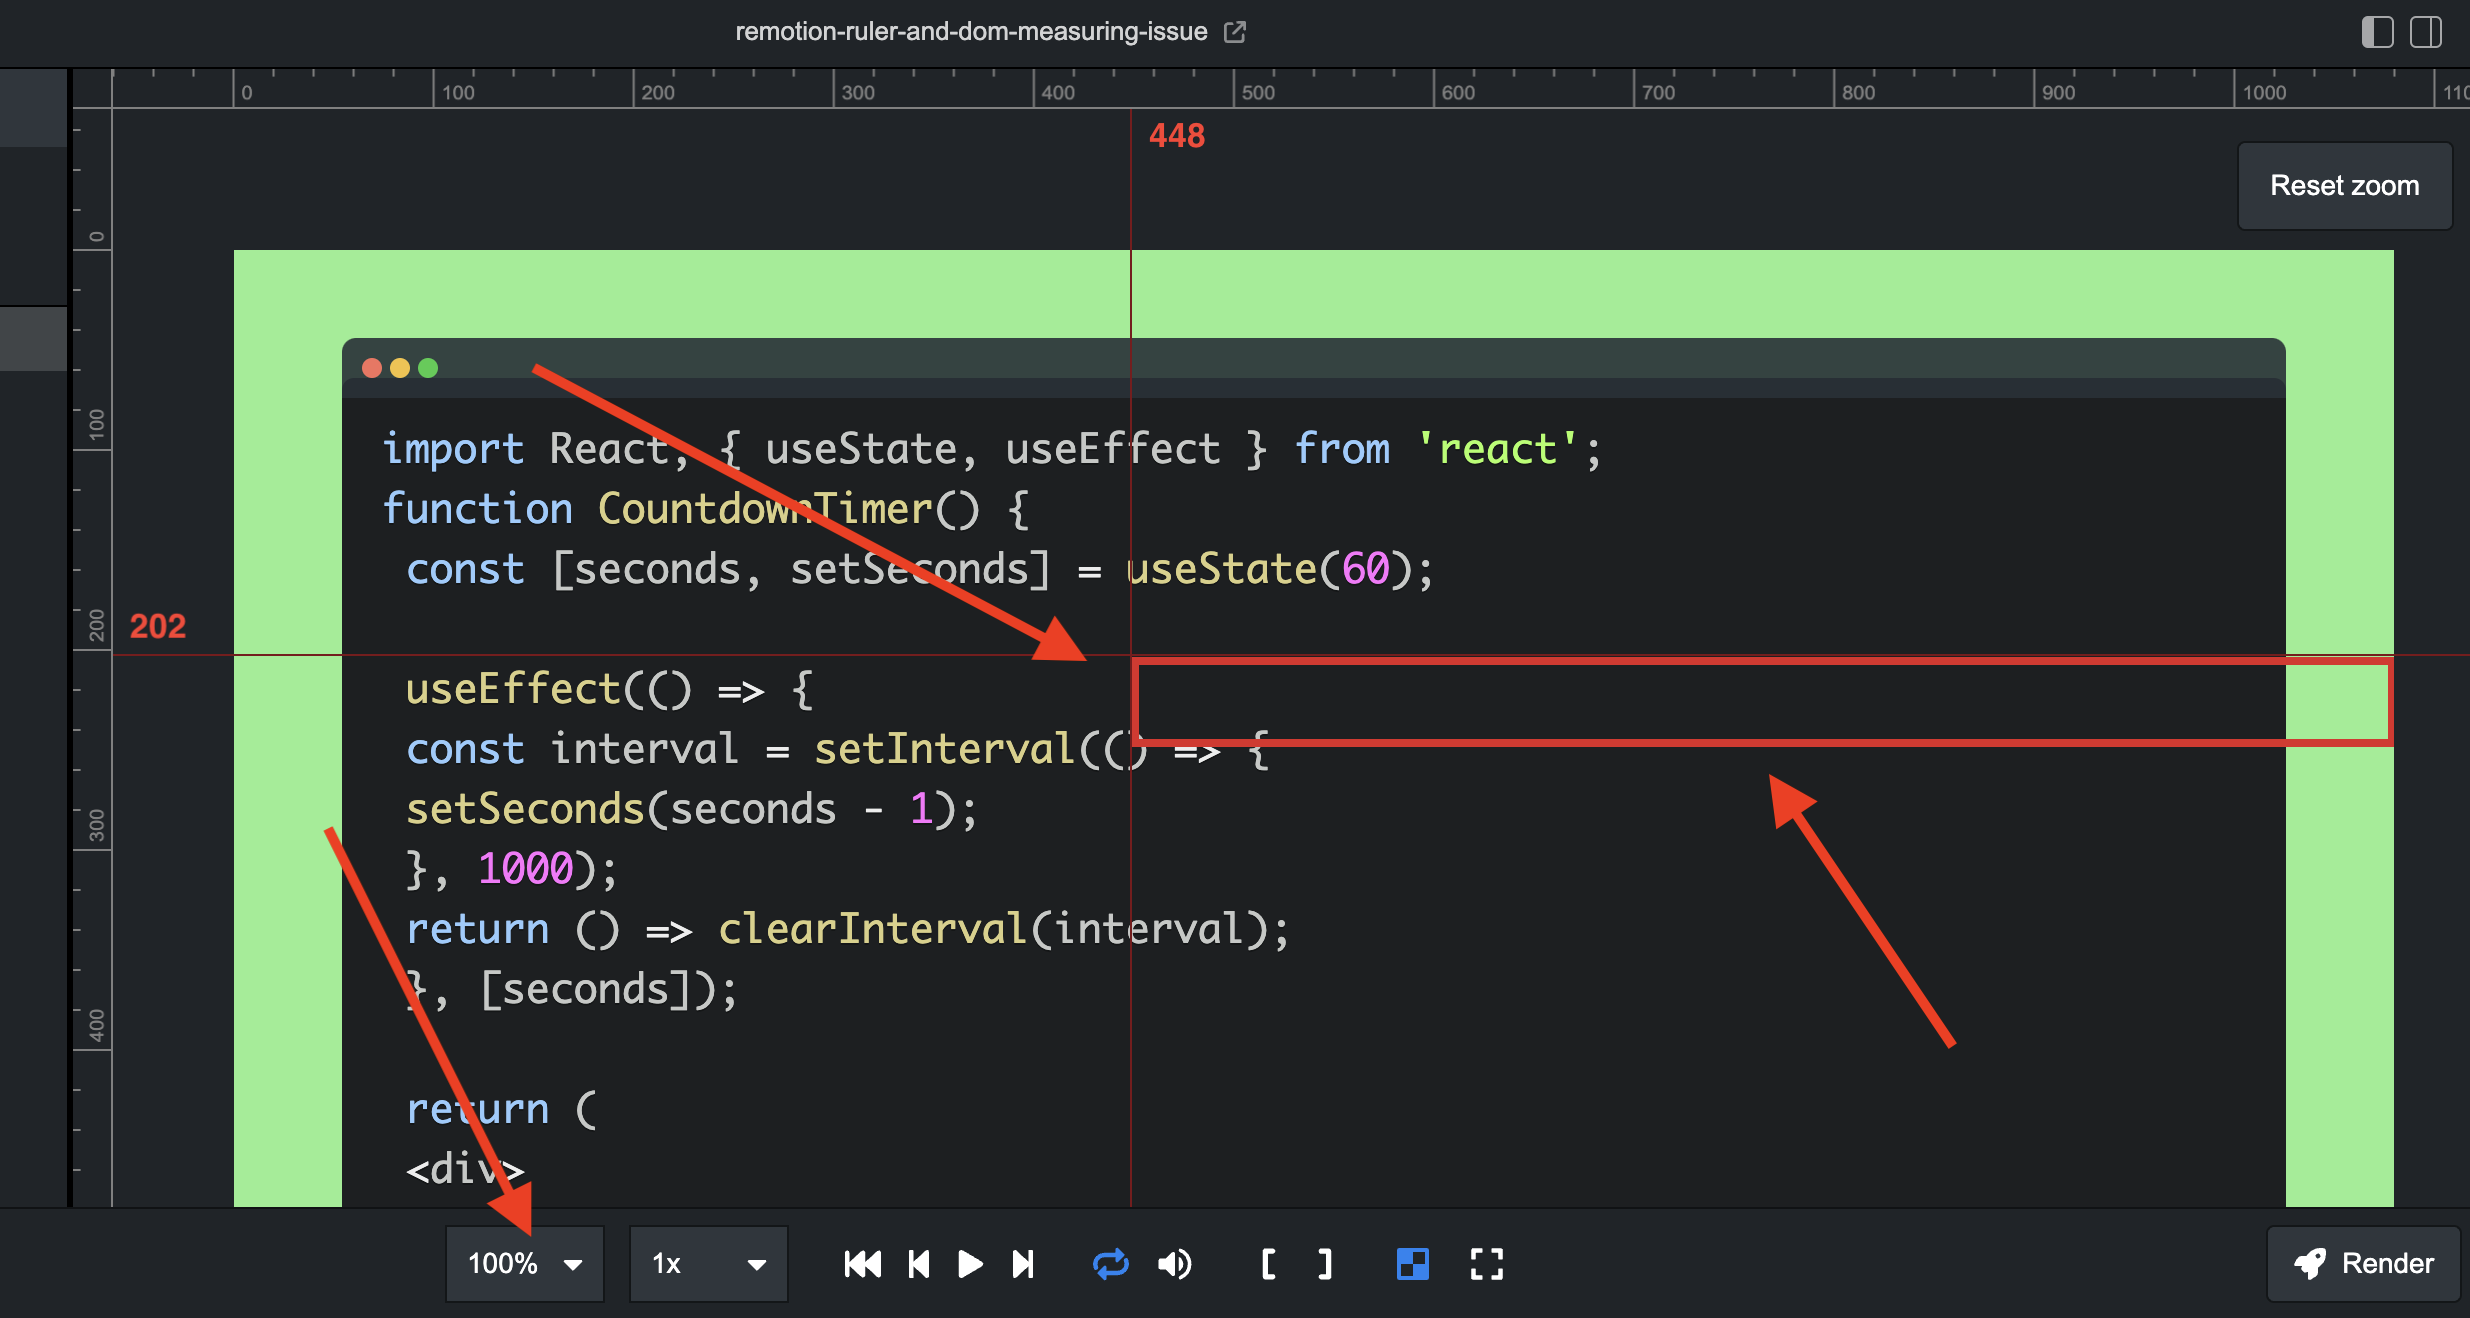 remotion-ruler-and-dom-measuring-issue
0 100 200 300 400 500 600 700 800 900 1000 110
448
Reset zoom
0
100
200
300
400
202
import React, { useState, useEffect } from 'react';
function CountdownTimer() {
const [seconds, setSeconds] = useState(60);
useEffect(() => {
const interval = setInterval(() => {
setSeconds(seconds - 1);
}, 1000);
return () => clearInterval(interval);
}, [seconds]);
return (
<div>
100% 1x [ ] Render